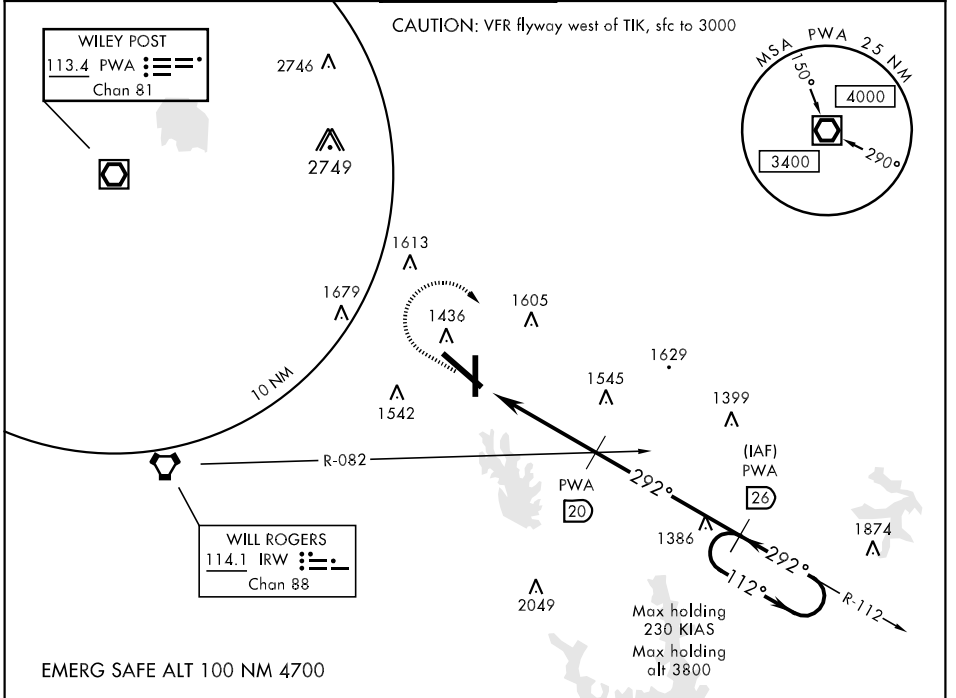 CAUTION: VFR flyway west of TIK, sfc to 3000
WILEY POST
113.4 PWA
Chan 81
2746
2749
MSA PWA 25 NM
150°
4000
3400
290°
1613
1679
1436
1605
10 NM
1542
1629
1545
1399
R-082
PWA
20
292°
(IAF)
PWA
26
1386
292°
1874
112°
R-112
WILL ROGERS
114.1 IRW
Chan 88
2049
Max holding
230 KIAS
Max holding
alt 3800
EMERG SAFE ALT 100 NM 4700